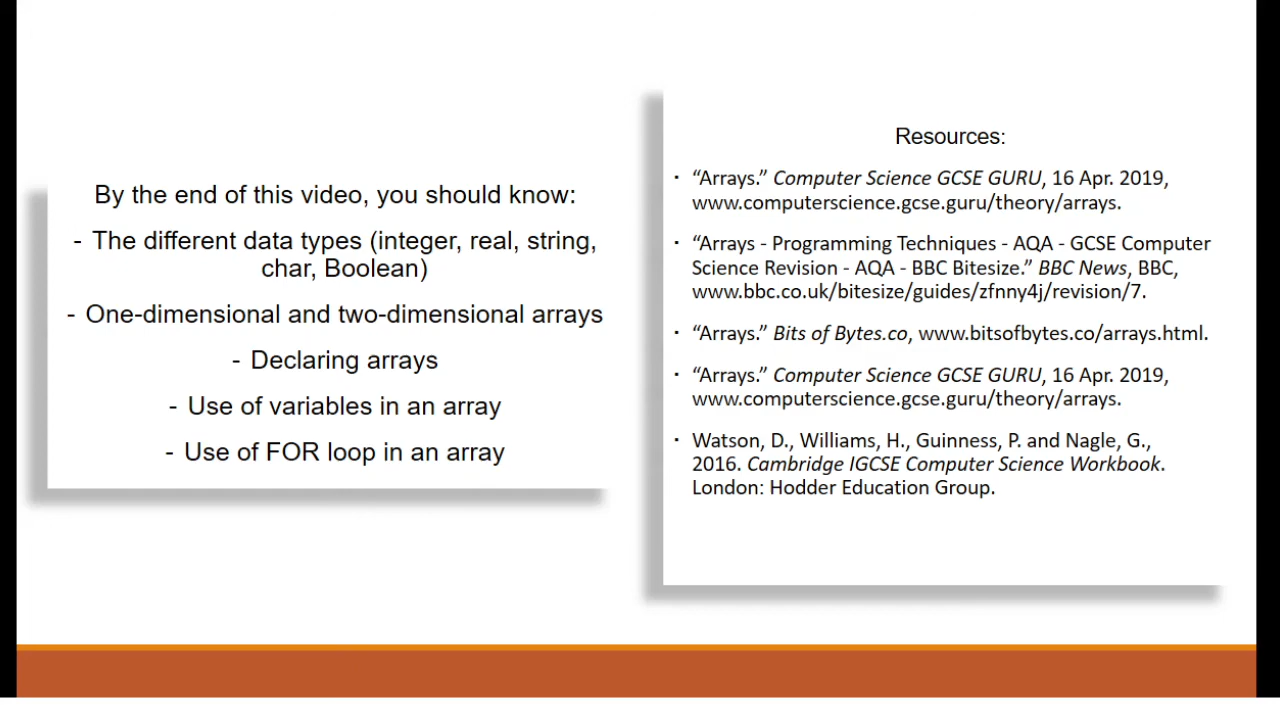 By the end of this video, you should know:
- The different data types (integer, real, string,
char, Boolean)
- One-dimensional and two-dimensional arrays
- Declaring arrays
- Use of variables in an array
- Use of FOR loop in an array
Resources:
▪ “Arrays.” Computer Science GCSE GURU, 16 Apr. 2019,
www.computerscience.gcse.guru/theory/arrays.
▪ “Arrays - Programming Techniques - AQA - GCSE Computer
Science Revision - AQA - BBC Bitesize.” BBC News, BBC,
www.bbc.co.uk/bitesize/guides/zfnny4j/revision/7.
▪ “Arrays.” Bits of Bytes.co, www.bitsofbytes.co/arrays.html.
▪ “Arrays.” Computer Science GCSE GURU, 16 Apr. 2019,
www.computerscience.gcse.guru/theory/arrays.
▪ Watson, D., Williams, H., Guinness, P. and Nagle, G.,
2016. Cambridge IGCSE Computer Science Workbook.
London: Hodder Education Group.